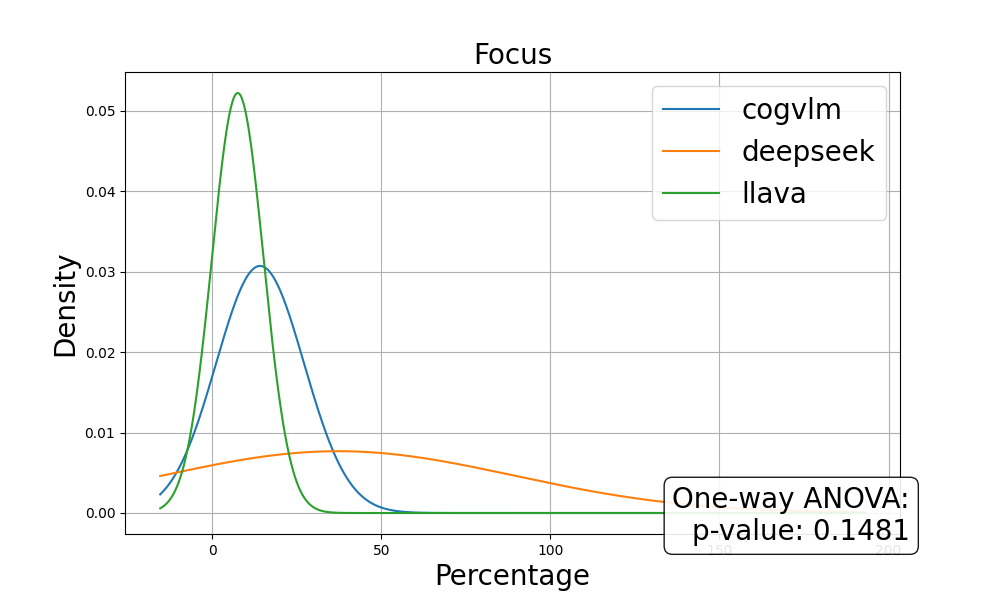 Focus
cogvlm
deepseek
llava
Density
0.05
0.04
0.03
0.02
0.01
0.00
One-way ANOVA:
p-value: 0.1481
0
50
100
150
200
Percentage